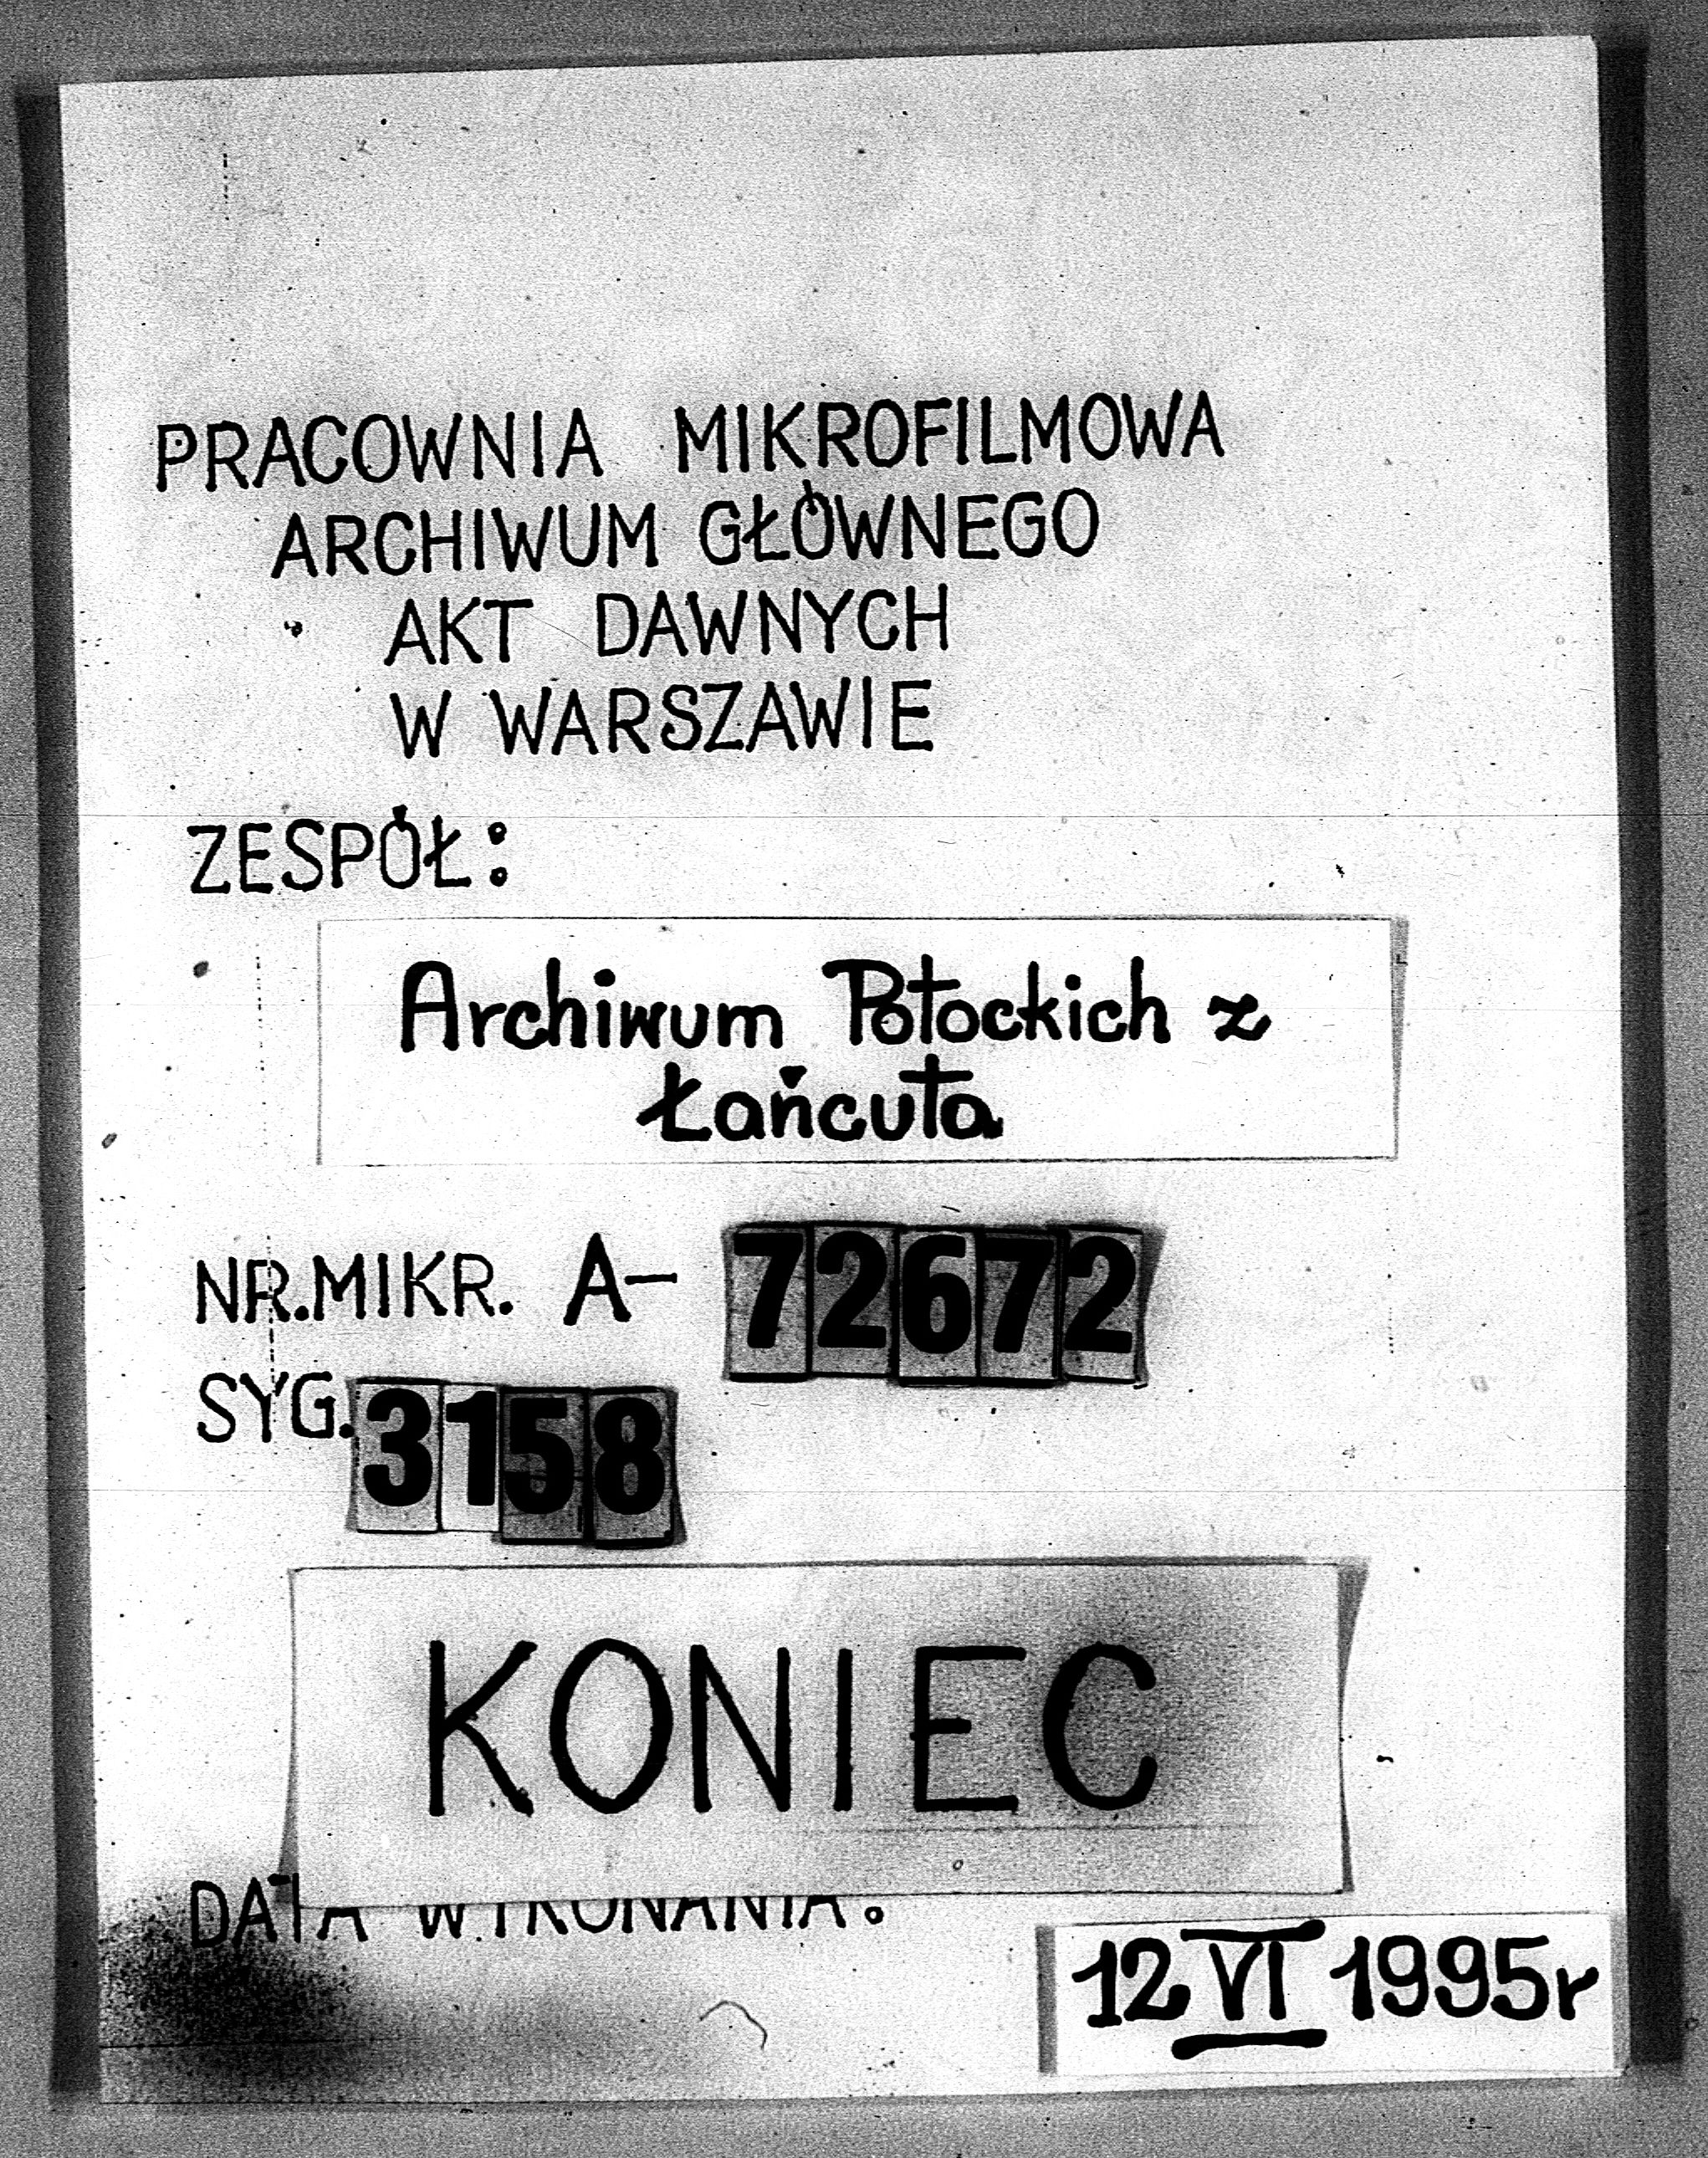 PRACOWNIA MIKROFILMOWA
ARCHIWUM GŁÓWNEGO
AKT DAWNYCH
W WARSZAWIE
ZESPÓŁ:
Archiwum Potockich z
Łańcuta
NR.MIKR. A- 72672
SYG. 3158
KONIEC
DATA WYKONANIA:
12 VI 1995r